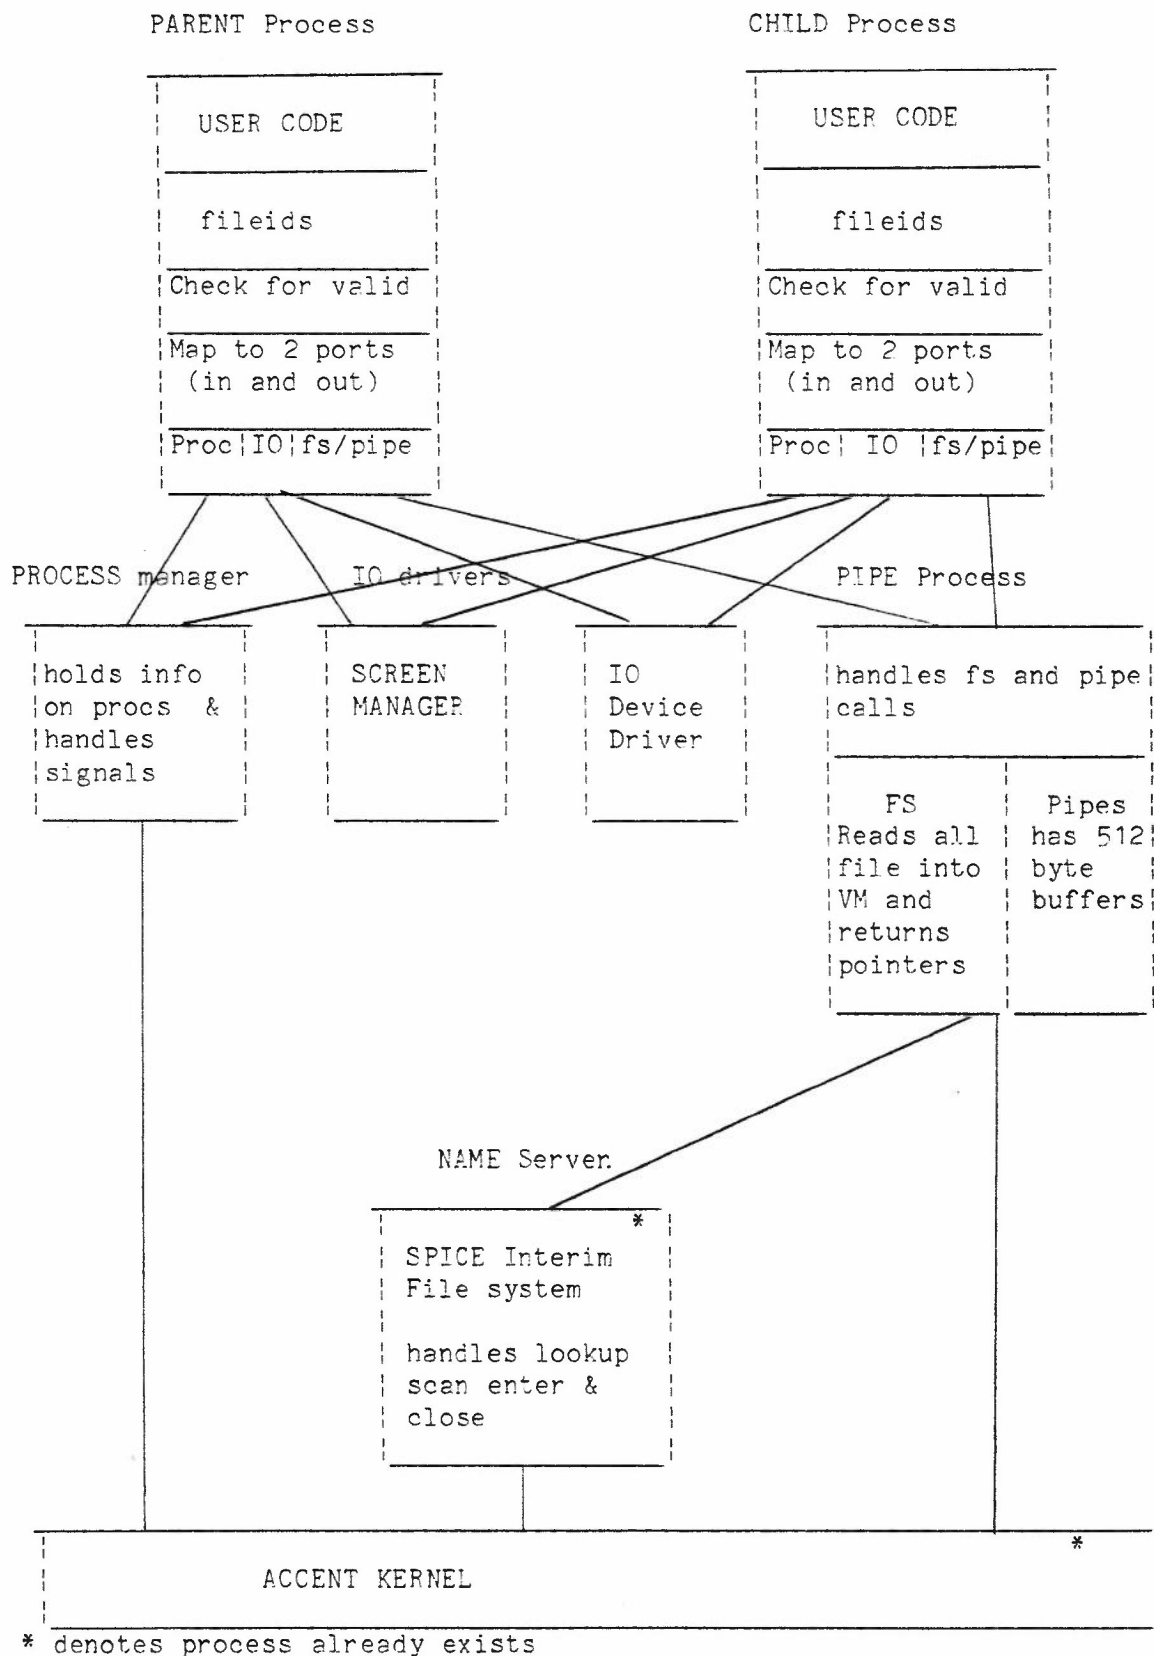 PARENT Process
CHILD Process
USER CODE
USER CODE
fileids
fileids
Check for valid
Check for valid
Map to 2 ports
(in and out)
Map to 2 ports
(in and out)
Proc|IO|fs/pipe
Proc| IO |fs/pipe
PROCESS manager
IO drivers
PIPE Process
holds info
on procs &
handles
signals
SCREEN
MANAGER
IO
Device
Driver
handles fs and pipe
calls
FS
Reads all
file into
VM and
returns
pointers
Pipes
has 512
byte
buffers
NAME Server
*
SPICE Interim
File system
handles lookup
scan enter &
close
*
ACCENT KERNEL
* denotes process already exists